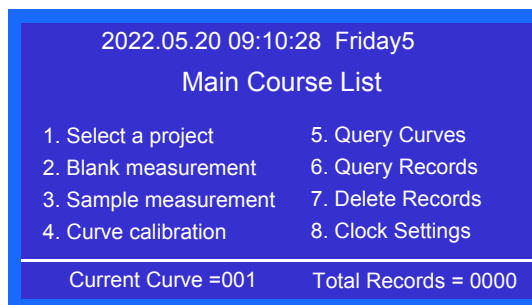 2022.05.20 09:10:28 Friday5
Main Course List
1. Select a project
2. Blank measurement
3. Sample measurement
4. Curve calibration
5. Query Curves
6. Query Records
7. Delete Records
8. Clock Settings
Current Curve =001
Total Records = 0000